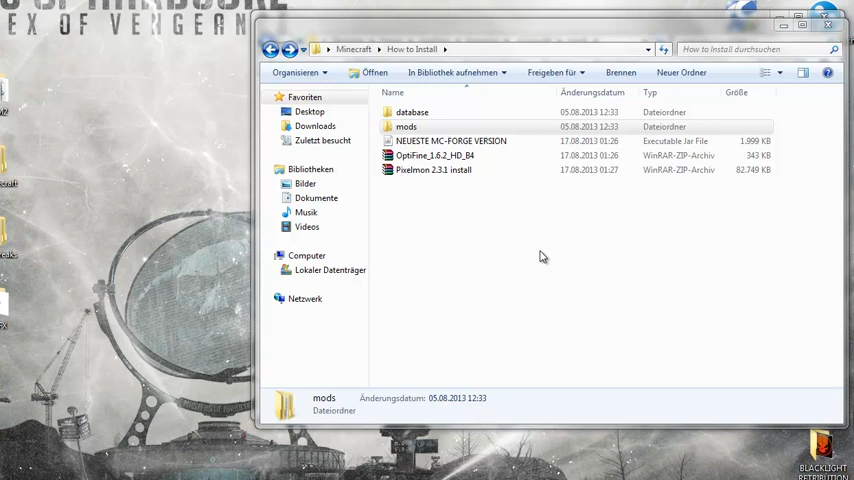 EX OF VENGEAN
Minecraft
How to Install
How to Install durchsuchen
Organisieren
Öffnen
In Bibliothek aufnehmen
Freigeben für
Brennen
Neuer Ordner
Favoriten
Desktop
Downloads
Zuletzt besucht
Bibliotheken
Bilder
Dokumente
Musik
Videos
Computer
Lokaler Datenträger
Netzwerk
Name Änderungsdatum Typ Größe
database 05.08.2013 12:33 Dateiordner
mods 05.08.2013 12:33 Dateiordner
NEUESTE MC-FORGE VERSION 17.08.2013 01:26 Executable Jar File 1.999 KB
OptiFine_1.6.2_HD_B4 17.08.2013 01:26 WinRAR-ZIP-Archiv 343 KB
Pixelmon 2.3.1 install 17.08.2013 01:27 WinRAR-ZIP-Archiv 82.749 KB
mods Änderungsdatum: 05.08.2013 12:33
Dateiordner
BLACKLIGHT
RETRIBUTION